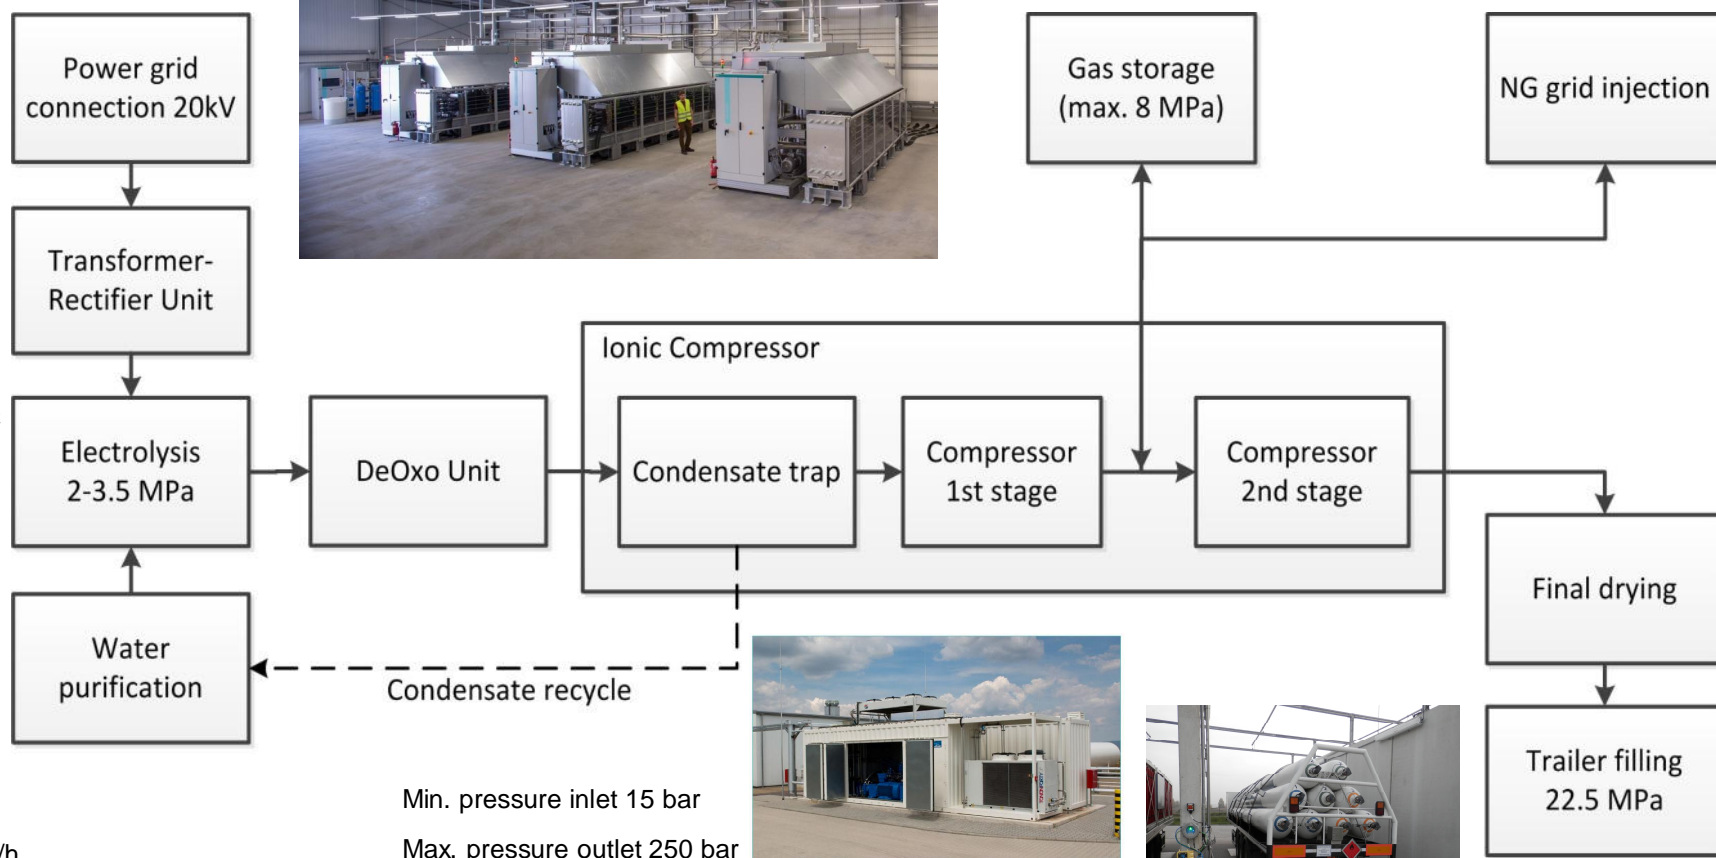 Power grid
connection 20kV
Gas storage
(max. 8 MPa)
NG grid injection
Transformer-
Rectifier Unit
Ionic Compressor
Electrolysis
2-3.5 MPa
DeOxo Unit
Condensate trap
Compressor
1st stage
Compressor
2nd stage
Final drying
Water
purification
Condensate recycle
Trailer filling
22.5 MPa
Min. pressure inlet 15 bar
Max. pressure outlet 250 bar
/h